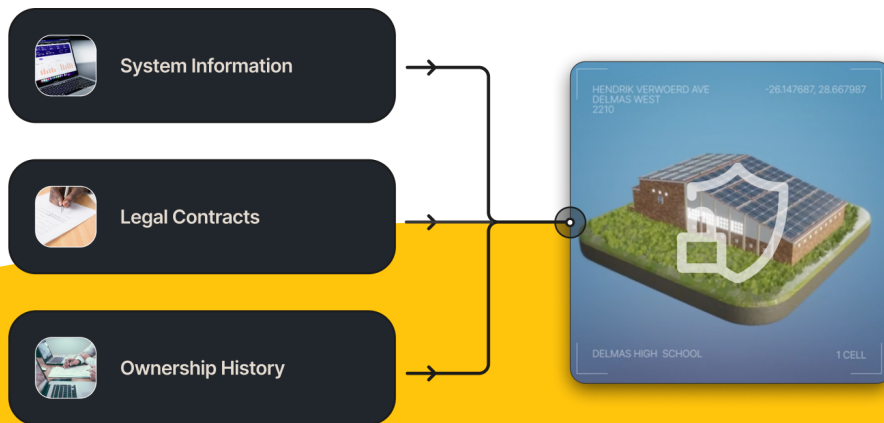 System Information
Legal Contracts
Ownership History
HENDRIK VERWOERD AVE
DELMAS WEST
2210
-26.147687, 28.667987
DELMAS HIGH SCHOOL
1 CELL